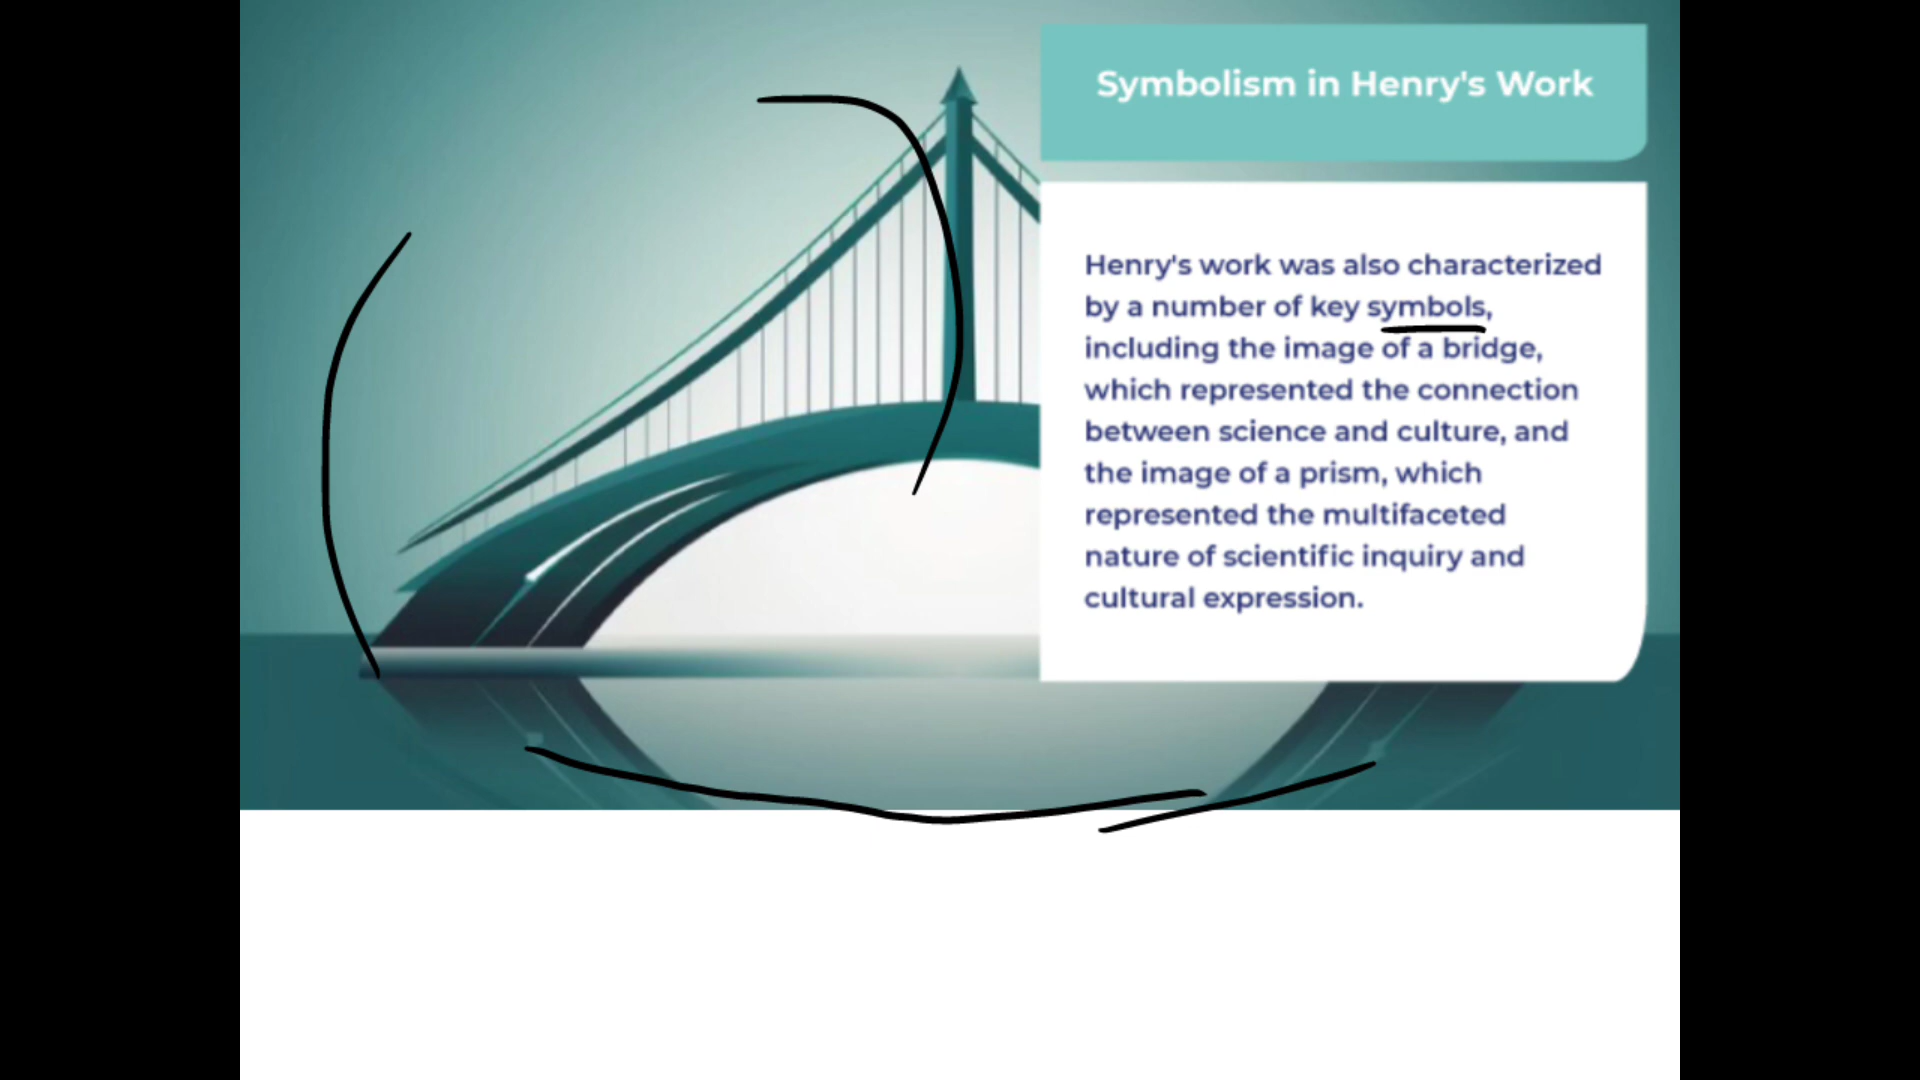 Symbolism in Henry's Work
Henry's work was also characterized
by a number of key symbols,
including the image of a bridge,
which represented the connection
between science and culture, and
the image of a prism, which
represented the multifaceted
nature of scientific inquiry and
cultural expression.